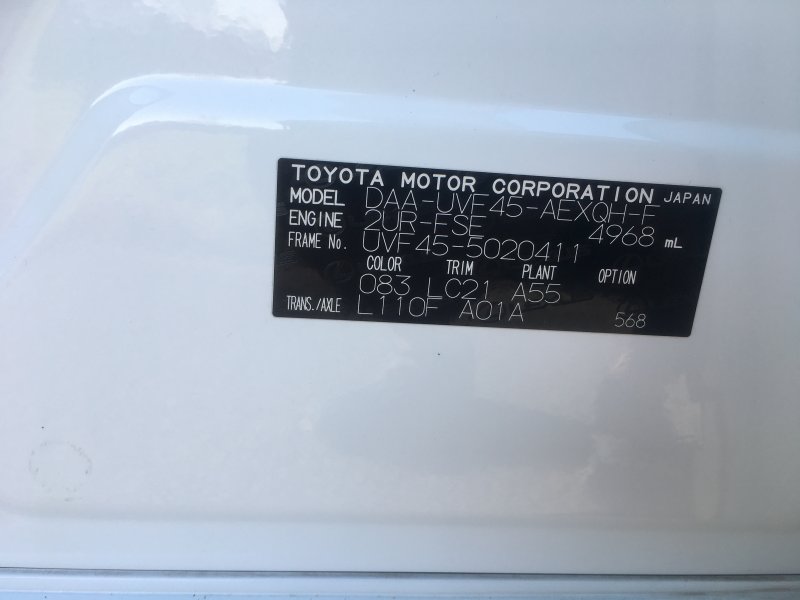 TOYOTA MOTOR CORPORATION JAPAN
MODEL DAA-UVF45-AEXQH-F
ENGINE 2UR-FSE 4968 mL
FRAME No. UVF45-5020411
COLOR TRIM PLANT OPTION
083 LC21 A55
TRANS./AXLE L110F A01A 568